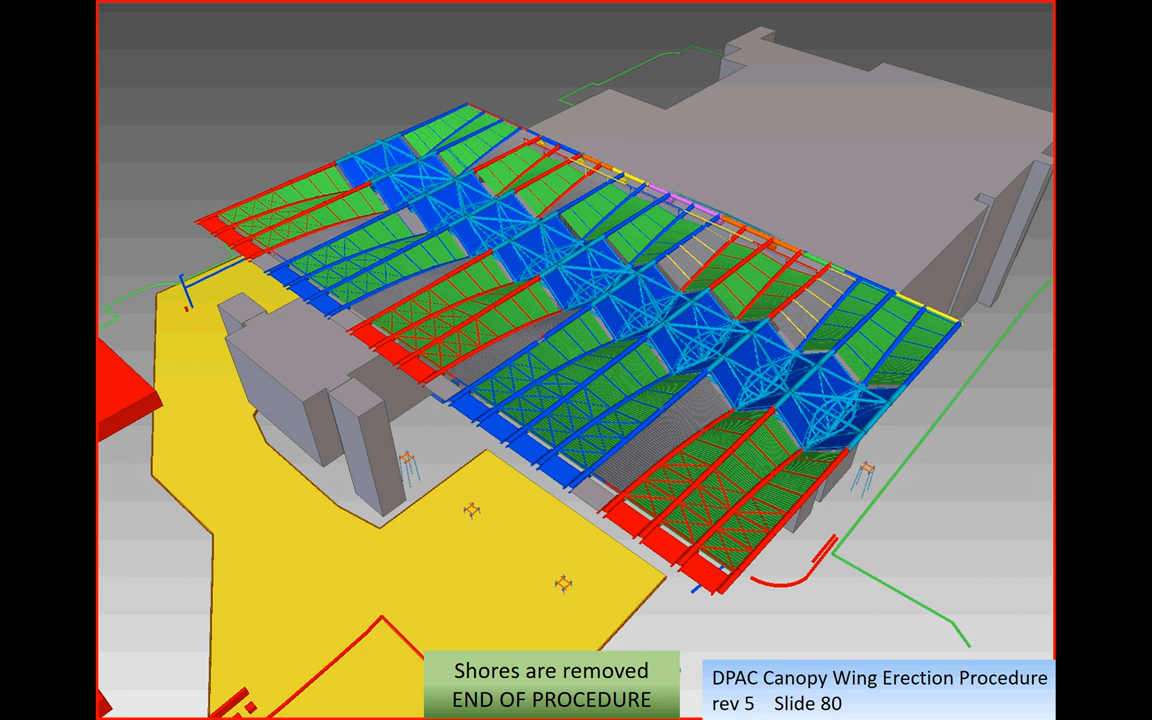 Shores are removed
END OF PROCEDURE
DPAC Canopy Wing Erection Procedure
rev 5 Slide 80